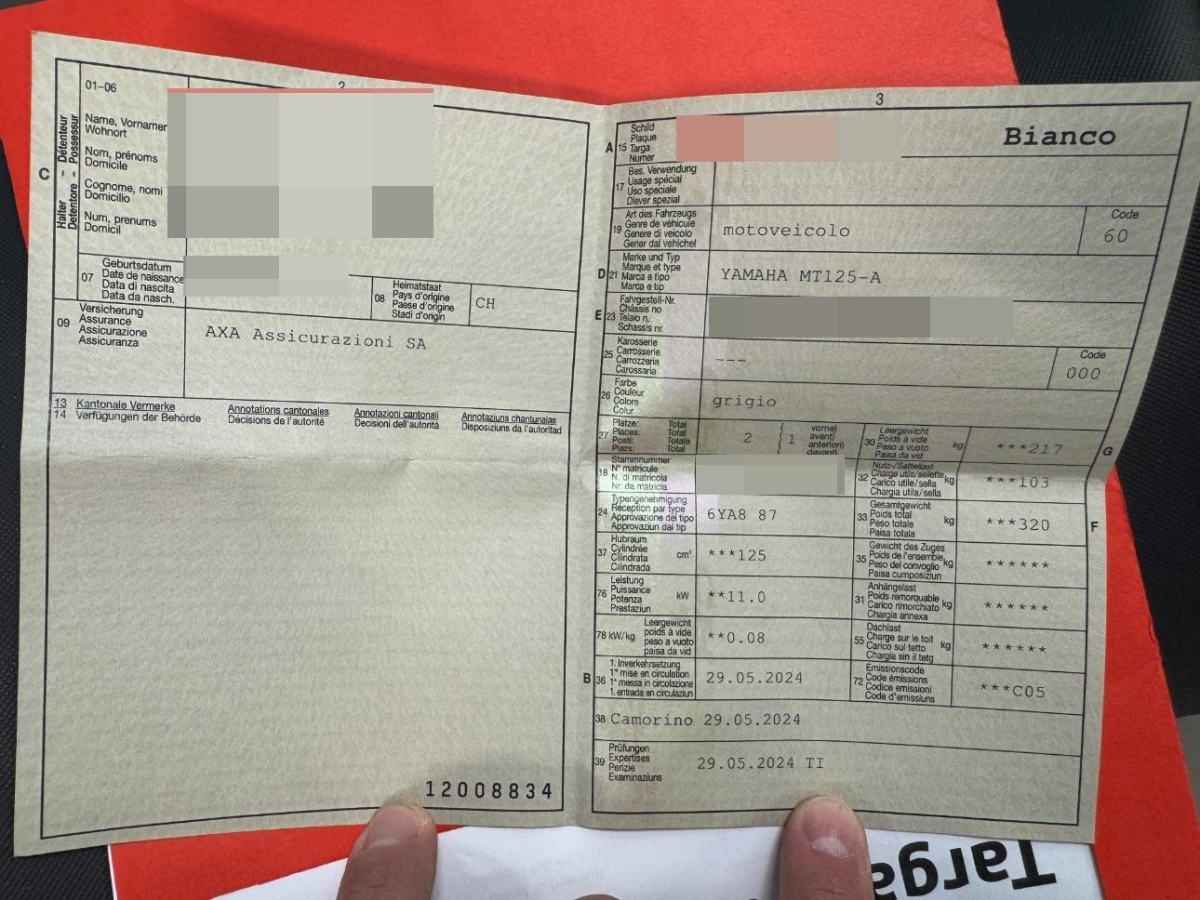 2
01-06
Halter - Détenteur
Detentore - Possessur
C
Name, Vornamen
Wohnort
Nom, prénoms
Domicile
Cognome, nomi
Domicilio
Num, prenums
Domicil
07
Geburtsdatum
Date de naissance
Data di nascita
Data da nasch.
08
Heimatstaat
Pays d'origine
Paese d'origine
Stadi d'origin
CH
09
Versicherung
Assurance
Assicurazione
Assicuranza
AXA Assicurazioni SA
13 Kantonale Vermerke
14 Verfügungen der Behörde
Annotations cantonales
Décisions de l'autorité
Annotazioni cantonali
Decisioni dell'autorità
Annotaziuns chantunalas
Disposiziuns da l'autoritad
12008834
3
A 15
Schild
Plaque
Targa
Numer
Bianco
17
Bes. Verwendung
Usage spécial
Uso speciale
Diever spezial
19
Art des Fahrzeugs
Genre de véhicule
Genere di veicolo
Gener dal vehichel
motoveicolo
Code
60
D 21
Marke und Typ
Marque et type
Marca e tipo
Marca e tip
YAMAHA MT125-A
E 23
Fahrgestell-Nr.
Châssis no
Telaio n.
Schassis nr.
25
Karosserie
Carrosserie
Carrozzeria
Carossaria
---
Code
000
26
Farbe
Couleur
Colore
Colur
grigio
27
Plätze: Total
Places: Total
Posti: Totale
Plazs: Total
2
1
vorne
avant
anteriori
davant
30
Leergewicht
Poids à vide
Peso a vuoto
Paisa da vid
kg
***217
G
18
Stammnummer
N° matricule
N. di matricola
Nr. da matricla
32
Nutz-/Sattellast
Charge utile/sellette
Carico utile/sella
Chargia utila/sella
kg
***103
24
Typengenehmigung
Réception par type
Approvazione del tipo
Approvaziun dal tip
6YA8 87
33
Gesamtgewicht
Poids total
Peso totale
Paisa totala
kg
***320
F
37
Hubraum
Cylindrée
Cilindrata
Cilindrada
cm³
***125
35
Gewicht des Zuges
Poids de l'ensemble
Peso del convoglio
Paisa cumposiziun
kg
******
76
Leistung
Puissance
Potenza
Prestaziun
kW
**11.0
31
Anhängelast
Poids remorquable
Carico rimorchiato
Chargia annexa
kg
******
78 kW/kg
Leergewicht
poids à vide
peso a vuoto
paisa da vid
**0.08
55
Dachlast
Charge sur le toit
Carico sul tetto
Chargia sin il tetg
kg
******
B 36
1. Inverkehrsetzung
1re mise en circulation
1a messa in circolazione
1. entrada en circulaziun
29.05.2024
72
Emissionscode
Code émissions
Codice emissioni
Code d'emissiuns
***C05
38 Camorino 29.05.2024
39
Prüfungen
Expertises
Perizie
Examinaziuns
29.05.2024 TI
Targa